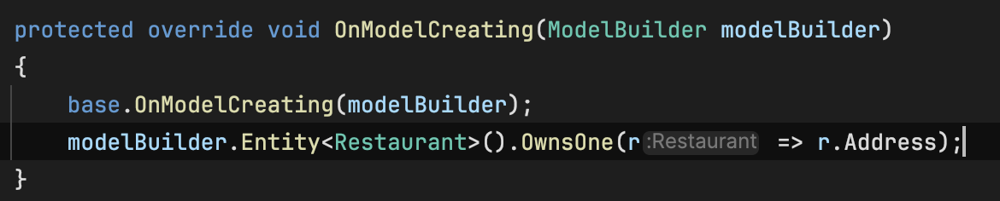 protected override void OnModelCreating(ModelBuilder modelBuilder)
{
    base.OnModelCreating(modelBuilder);
    modelBuilder.Entity<Restaurant>().OwnsOne(r :Restaurant => r.Address);
}